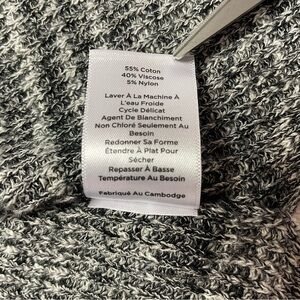 55% Coton
40% Viscose
5% Nylon
Laver À La Machine À
L'eau Froide
Cycle Délicat
Agent De Blanchiment
Non Chloré Seulement Au
Besoin
Redonner Sa Forme
Étendre À Plat Pour
Sécher
Repasser À Basse
Température Au Besoin
Fabriqué Au Cambodge